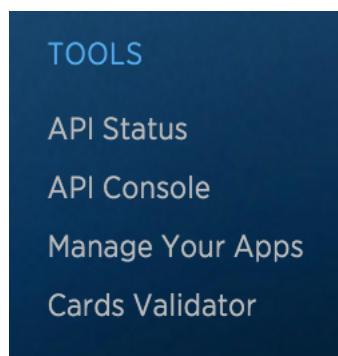 TOOLS
API Status
API Console
Manage Your Apps
Cards Validator